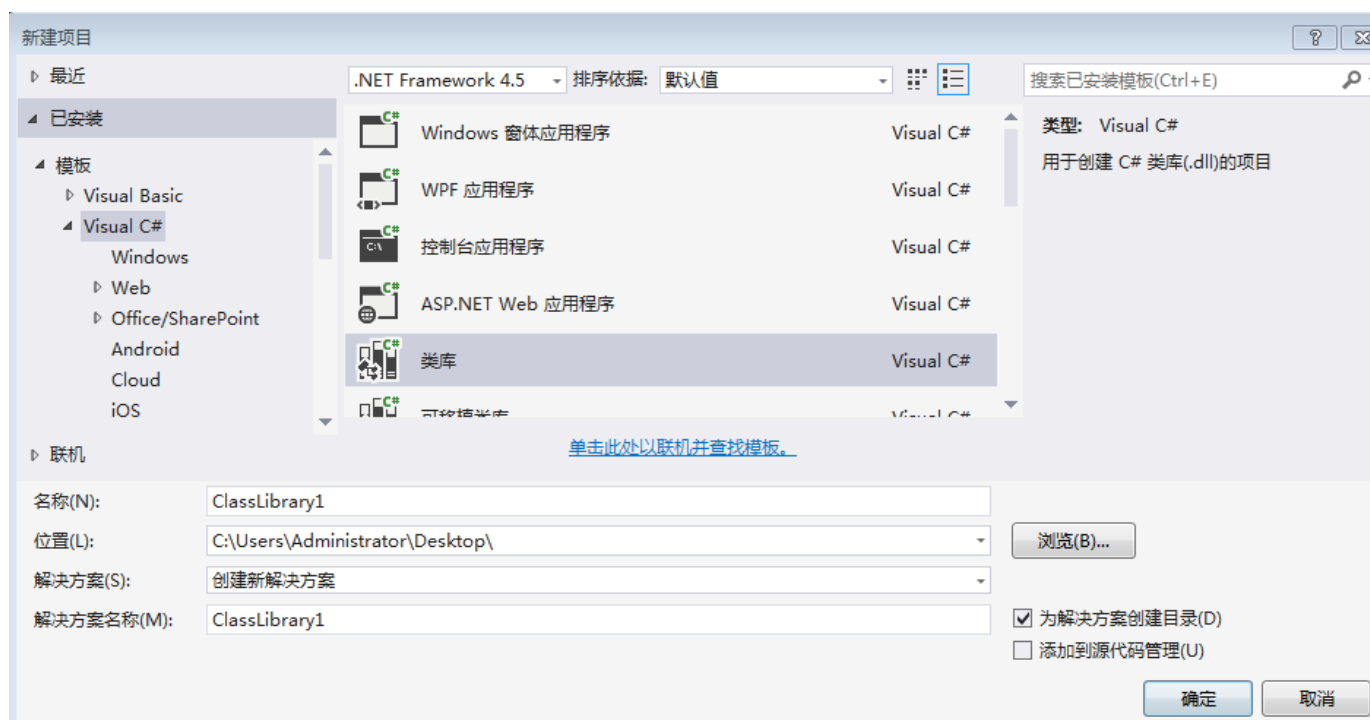 新建项目
最近
.NET Framework 4.5
排序依据:
默认值
搜索已安装模板(Ctrl+E)
已安装
模板
Visual Basic
Visual C#
Windows
Web
Office/SharePoint
Android
Cloud
iOS
联机
C# Windows 窗体应用程序 Visual C#
C# WPF 应用程序 Visual C#
C# C:\ 控制台应用程序 Visual C#
C# ASP.NET Web 应用程序 Visual C#
C# 类库 Visual C#
C# 可移植类库 Visual C#
单击此处以联机并查找模板。
类型: Visual C#
用于创建 C# 类库(.dll)的项目
名称(N): ClassLibrary1
位置(L): C:\Users\Administrator\Desktop\
浏览(B)...
解决方案(S): 创建新解决方案
解决方案名称(M): ClassLibrary1
为解决方案创建目录(D)
添加到源代码管理(U)
确定
取消